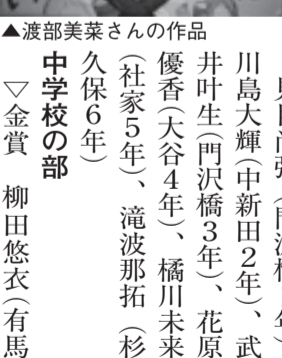 ▲渡部美菜さんの作品
川島大輝(中新田2年)、武
井叶生(門沢橋3年)、花原
優香(大谷4年)、橘川未来
(社家5年)、滝波那拓(杉
久保6年)
中学校の部
▽金賞 柳田悠衣(有馬